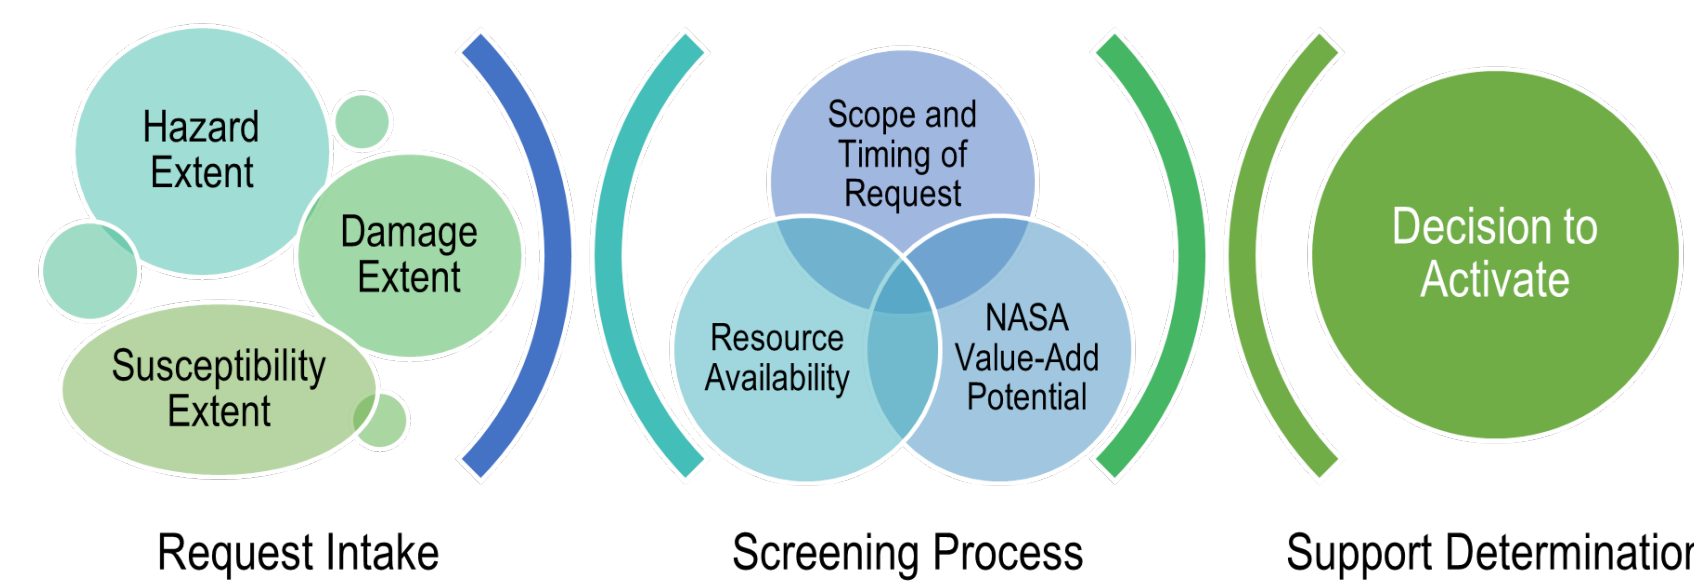 Hazard
Extent
Damage
Extent
Susceptibility
Extent
Request Intake
Scope and
Timing of
Request
Resource
Availability
NASA
Value-Add
Potential
Screening Process
Decision to
Activate
Support Determination